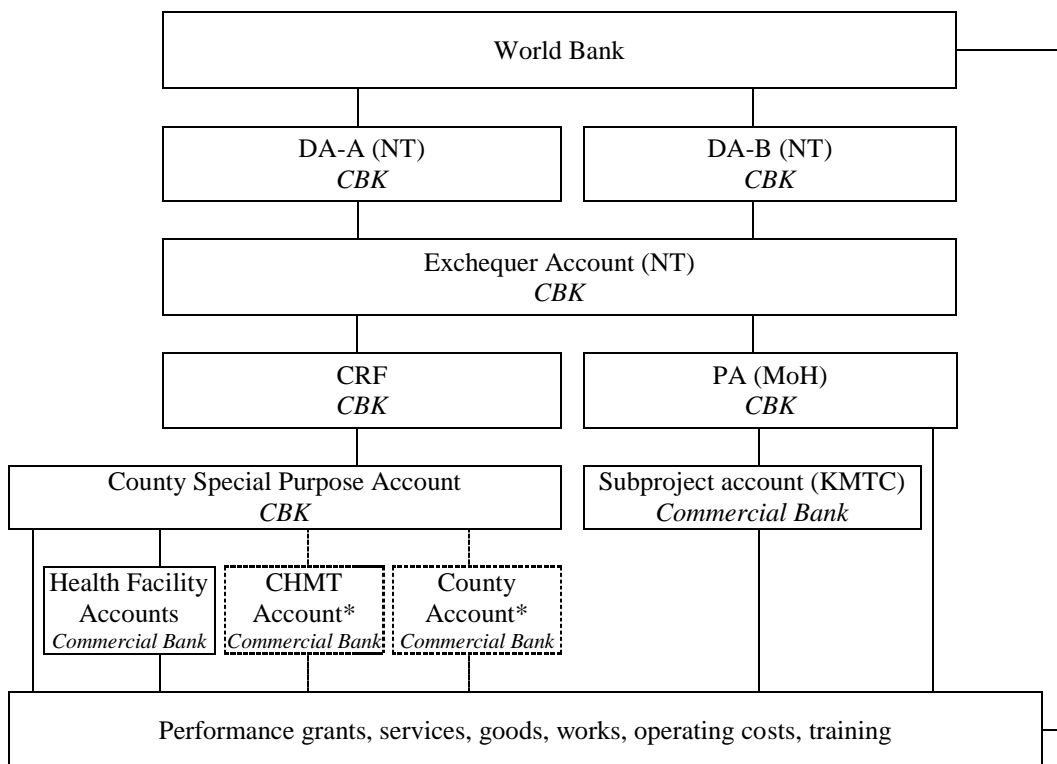 World Bank
DA-A (NT)
CBK
DA-B (NT)
CBK
Exchequer Account (NT)
CBK
CRF
CBK
PA (MoH)
CBK
County Special Purpose Account
CBK
Subproject account (KMTC)
Commercial Bank
Health Facility
Accounts
Commercial Bank
CHMT
Account*
Commercial Bank
County
Account*
Commercial Bank
Performance grants, services, goods, works, operating costs, training